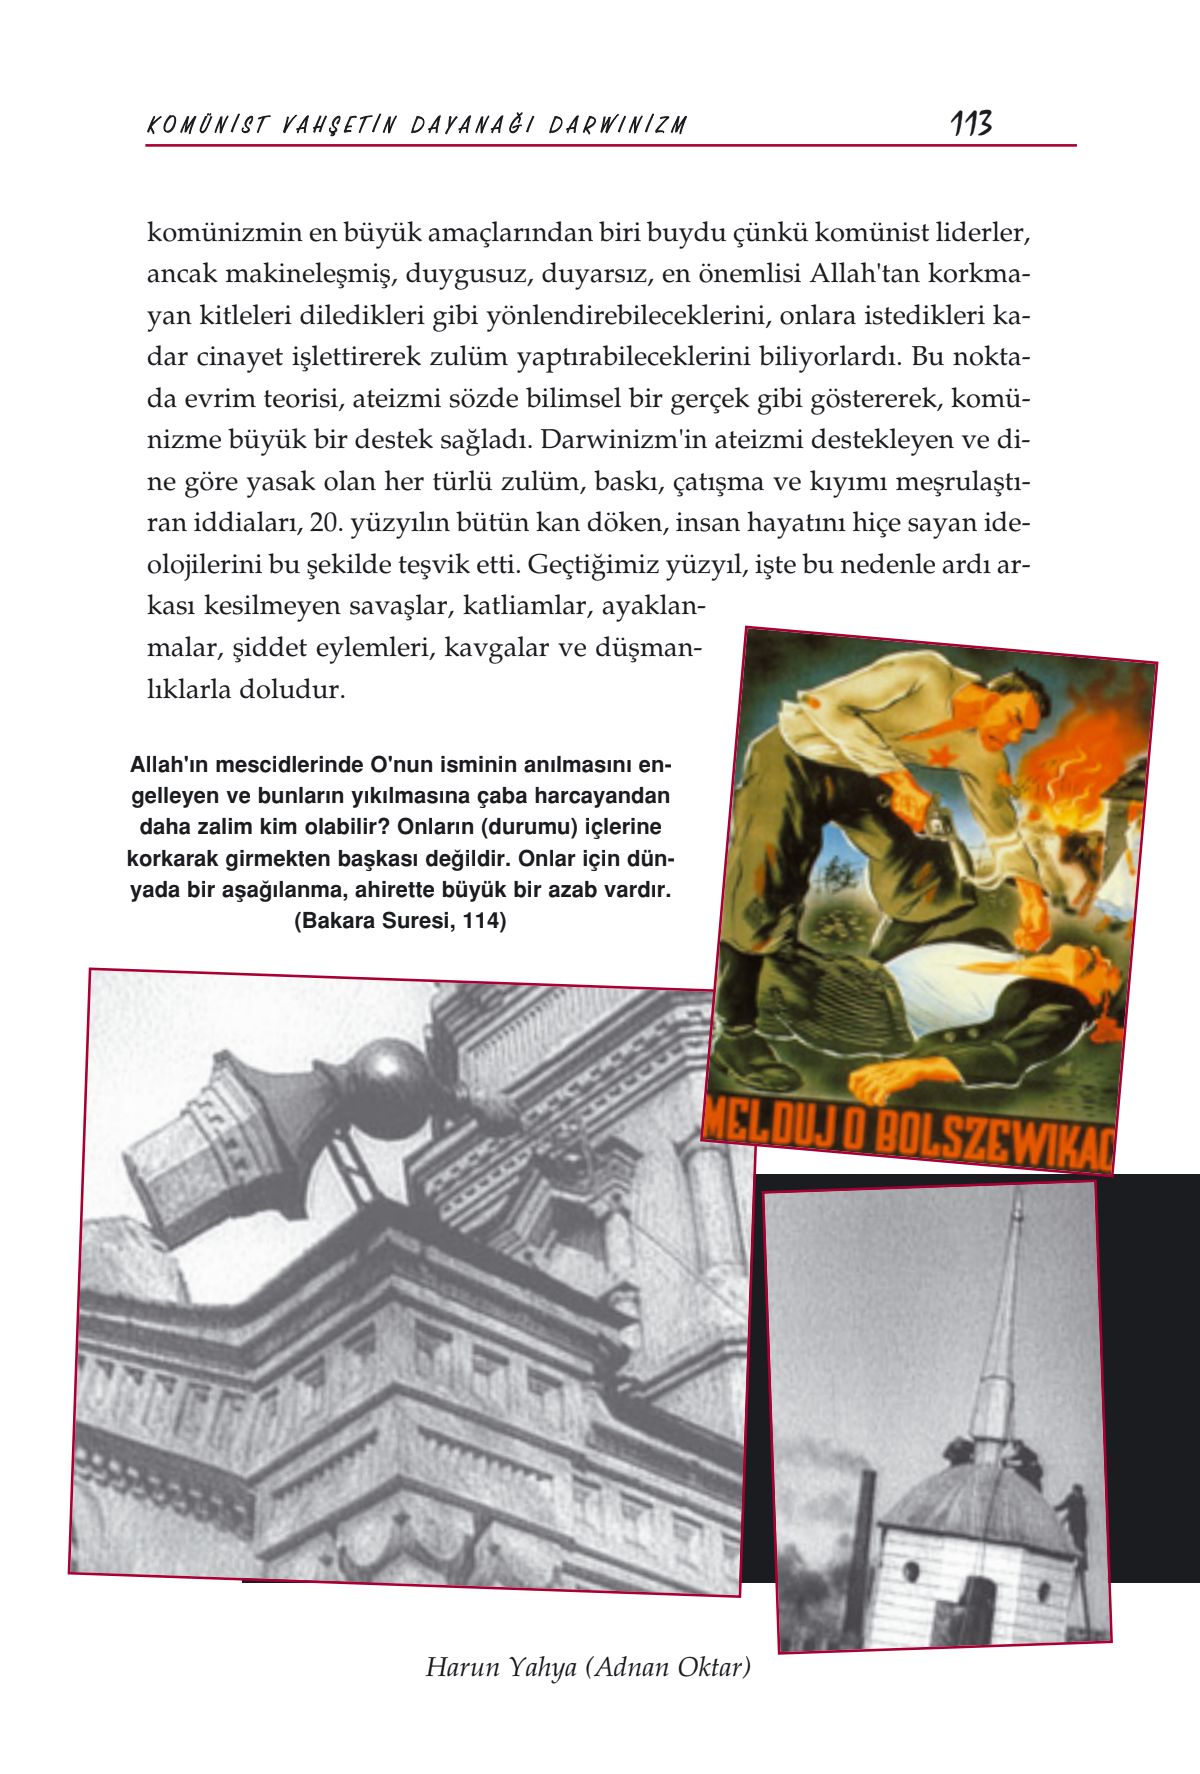 KOMÜNİST VAHŞETİN DAYANAĞI DARWINİZM 113
komünizmin en büyük amaçlarından biri buydu çünkü komünist liderler,
ancak makineleşmiş, duygusuz, duyarsız, en önemlisi Allah'tan korkma-
yan kitleleri diledikleri gibi yönlendirebileceklerini, onlara istedikleri ka-
dar cinayet işlettirerek zulüm yaptırabileceklerini biliyorlardı. Bu nokta-
da evrim teorisi, ateizmi sözde bilimsel bir gerçek gibi göstererek, komü-
nizme büyük bir destek sağladı. Darwinizm'in ateizmi destekleyen ve di-
ne göre yasak olan her türlü zulüm, baskı, çatışma ve kıyımı meşrulaştı-
ran iddiaları, 20. yüzyılın bütün kan döken, insan hayatını hiçe sayan ide-
olojilerini bu şekilde teşvik etti. Geçtiğimiz yüzyıl, işte bu nedenle ardı ar-
kası kesilmeyen savaşlar, katliamlar, ayaklan-
malar, şiddet eylemleri, kavgalar ve düşman-
lıklarla doludur.
Allah'ın mescidlerinde O'nun isminin anılmasını en-
gelleyen ve bunların yıkılmasına çaba harcayandan
daha zalim kim olabilir? Onların (durumu) içlerine
korkarak girmekten başkası değildir. Onlar için dün-
yada bir aşağılanma, ahirette büyük bir azab vardır.
(Bakara Suresi, 114)
MELDUJ O BOLSZEWIKAC
Harun Yahya (Adnan Oktar)